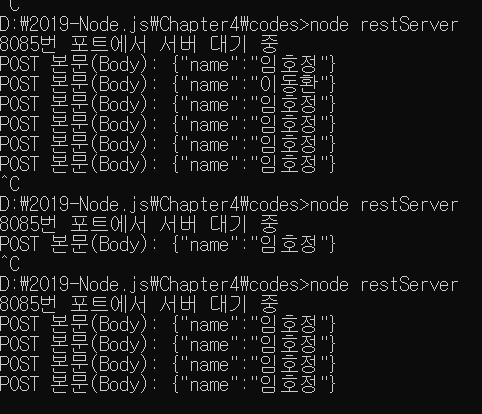 ^C
D:\2019-Node.js\Chapter4\codes>node restServer
8085번 포트에서 서버 대기 중
POST 본문(Body): {"name":"임호정"}
POST 본문(Body): {"name":"이동환"}
POST 본문(Body): {"name":"임호정"}
POST 본문(Body): {"name":"임호정"}
POST 본문(Body): {"name":"임호정"}
POST 본문(Body): {"name":"임호정"}
^C
D:\2019-Node.js\Chapter4\codes>node restServer
8085번 포트에서 서버 대기 중
POST 본문(Body): {"name":"임호정"}
^C
D:\2019-Node.js\Chapter4\codes>node restServer
8085번 포트에서 서버 대기 중
POST 본문(Body): {"name":"임호정"}
POST 본문(Body): {"name":"임호정"}
POST 본문(Body): {"name":"임호정"}
POST 본문(Body): {"name":"임호정"}